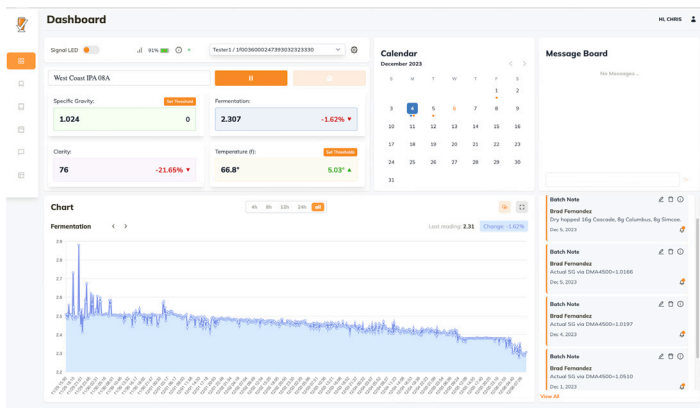 Dashboard
HI, CHRIS
Signal LED
91%
Tester1 / 1f0036000247393032323330
West Coast IPA 08A
Specific Gravity:
Set Threshold
1.024
0
Fermentation:
2.307
-1.62% ▼
Clarity:
76
-21.65% ▼
Temperature (f):
Set Thresholds
66.8°
5.03° ▲
Calendar
December 2023
S M T W T F S
1 2
3 4 5 6 7 8 9
10 11 12 13 14 15 16
17 18 19 20 21 22 23
24 25 26 27 28 29 30
31
Message Board
No Messages...
Chart
4h 8h 12h 24h all
Fermentation
Last reading: 2.31
Change: -1.62%
2.9
2.8
2.7
2.6
2.5
2.4
2.3
2.2
Batch Note
Brad Fernandez
Dry hopped 16g Cascade, 8g Columbus, 8g Simcoe.
Dec 5, 2023
Batch Note
Brad Fernandez
Actual SG via DMA4500=1.0166
Dec 5, 2023
Batch Note
Brad Fernandez
Actual SG via DMA4500=1.0197
Dec 4, 2023
Batch Note
Brad Fernandez
Actual SG via DMA4500=1.0510
Dec 1, 2023
View All